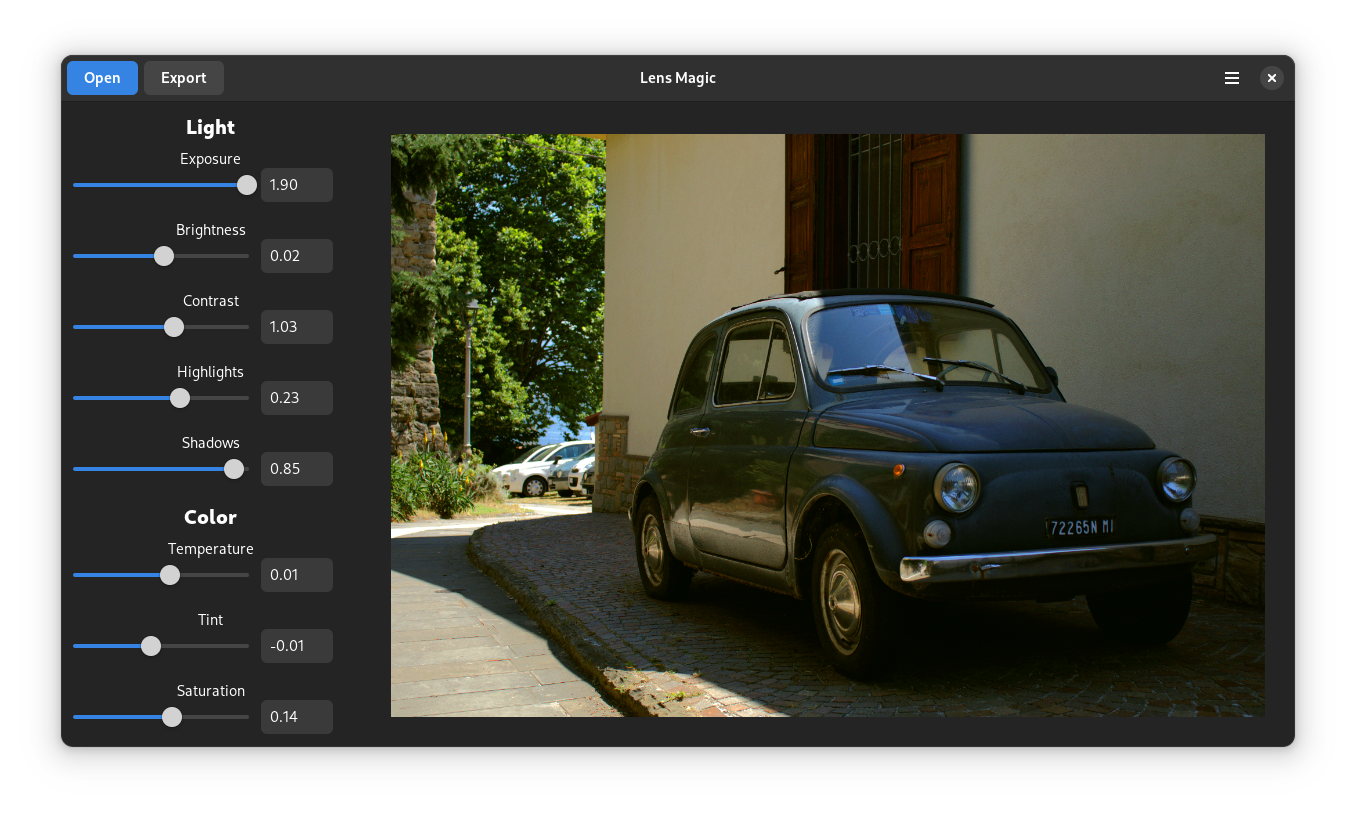 Open Export Lens Magic
Light
Exposure
1.90
Brightness
0.02
Contrast
1.03
Highlights
0.23
Shadows
0.85
Color
Temperature
0.01
Tint
-0.01
Saturation
0.14
72265N MI